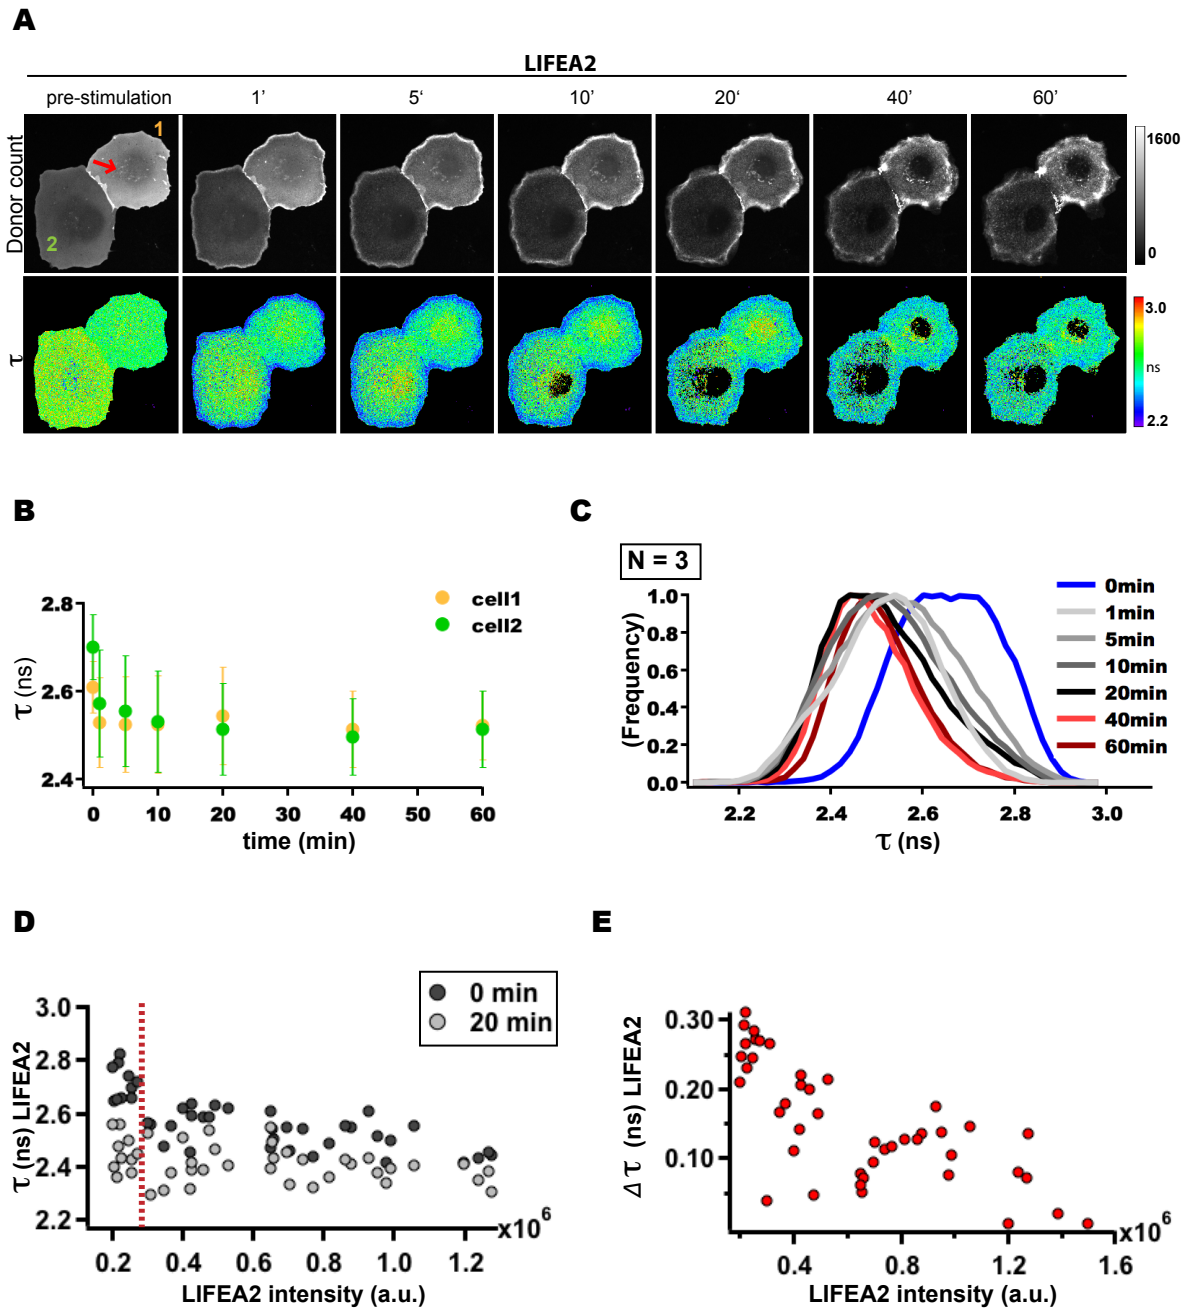 A
LIFEA2
pre-stimulation 1' 5' 10' 20' 40' 60'
Donor count
1
2
1600
0
τ
3.0
ns
2.2
B
τ (ns)
2.8
2.6
2.4
cell1
cell2
0 10 20 30 40 50 60
time (min)
C
N = 3
(Frequency)
1.0
0.8
0.6
0.4
0.2
0.0
0min
1min
5min
10min
20min
40min
60min
2.2 2.4 2.6 2.8 3.0
τ (ns)
D
τ (ns) LIFEA2
3.0
2.8
2.6
2.4
2.2
0 min
20 min
x10^6
0.2 0.4 0.6 0.8 1.0 1.2
LIFEA2 intensity (a.u.)
E
Δ τ (ns) LIFEA2
0.30
0.20
0.10
x10^6
0.4 0.8 1.2 1.6
LIFEA2 intensity (a.u.)